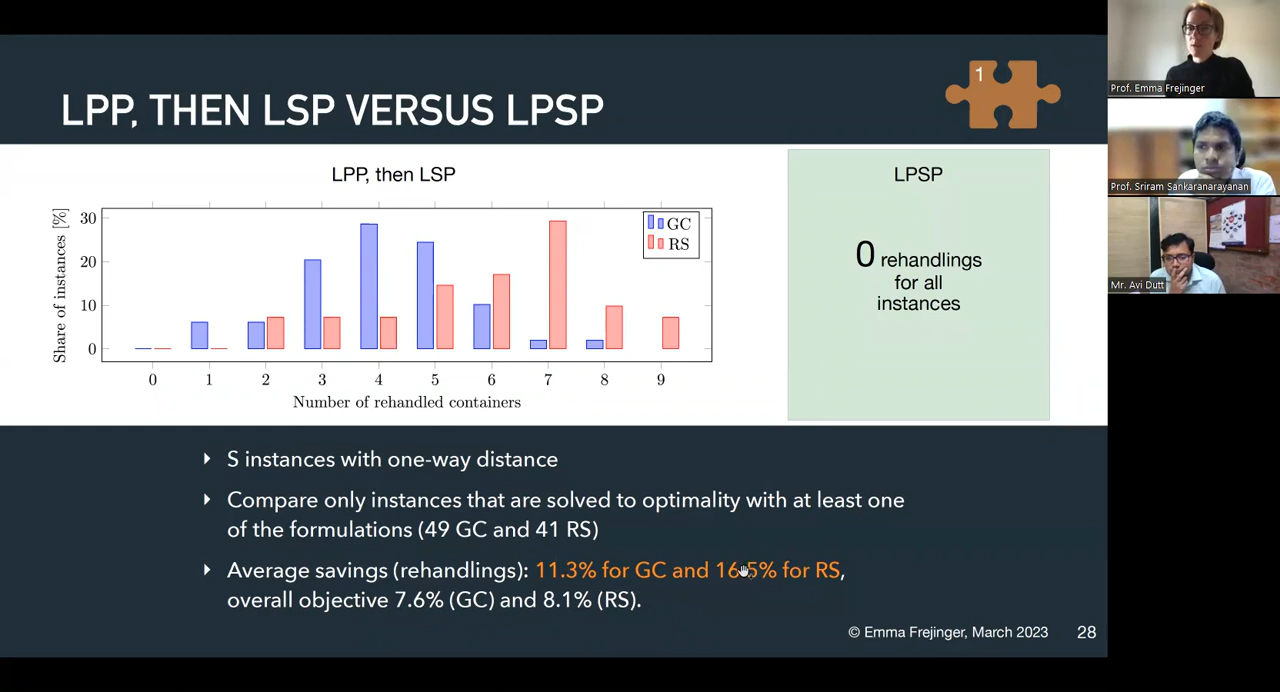 LPP, THEN LSP VERSUS LPSP
1
LPP, then LSP
Share of instances [%]
30
20
10
0
GC
RS
0 1 2 3 4 5 6 7 8 9
Number of rehandled containers
LPSP
0 rehandlings
for all
instances
S instances with one-way distance
Compare only instances that are solved to optimality with at least one
of the formulations (49 GC and 41 RS)
Average savings (rehandlings): 11.3% for GC and 16.5% for RS,
overall objective 7.6% (GC) and 8.1% (RS).
© Emma Frejinger, March 2023 28
Prof. Emma Frejinger
Prof. Sriram Sankaranarayanan
Mr. Avi Dutt